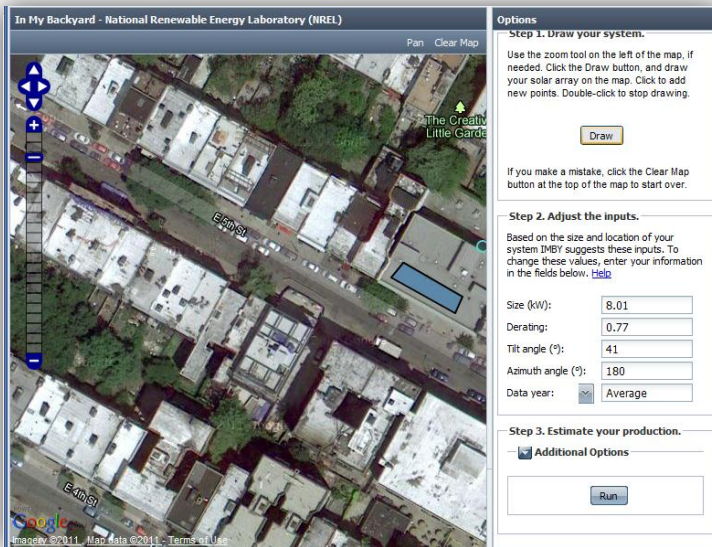 In My Backyard - National Renewable Energy Laboratory (NREL)
Pan Clear Map
The Creativ
Little Garde
E 5th St
E 4th St
Google
Imagery ©2011 , Map data ©2011 - Terms of Use
Options
Step 1. Draw your system.
Use the zoom tool on the left of the map, if
needed. Click the Draw button, and draw
your solar array on the map. Click to add
new points. Double-click to stop drawing.
Draw
If you make a mistake, click the Clear Map
button at the top of the map to start over.
Step 2. Adjust the inputs.
Based on the size and location of your
system IMBY suggests these inputs. To
change these values, enter your information
in the fields below. Help
Size (kW): 8.01
Derating: 0.77
Tilt angle (°): 41
Azimuth angle (°): 180
Data year: Average
Step 3. Estimate your production.
Additional Options
Run